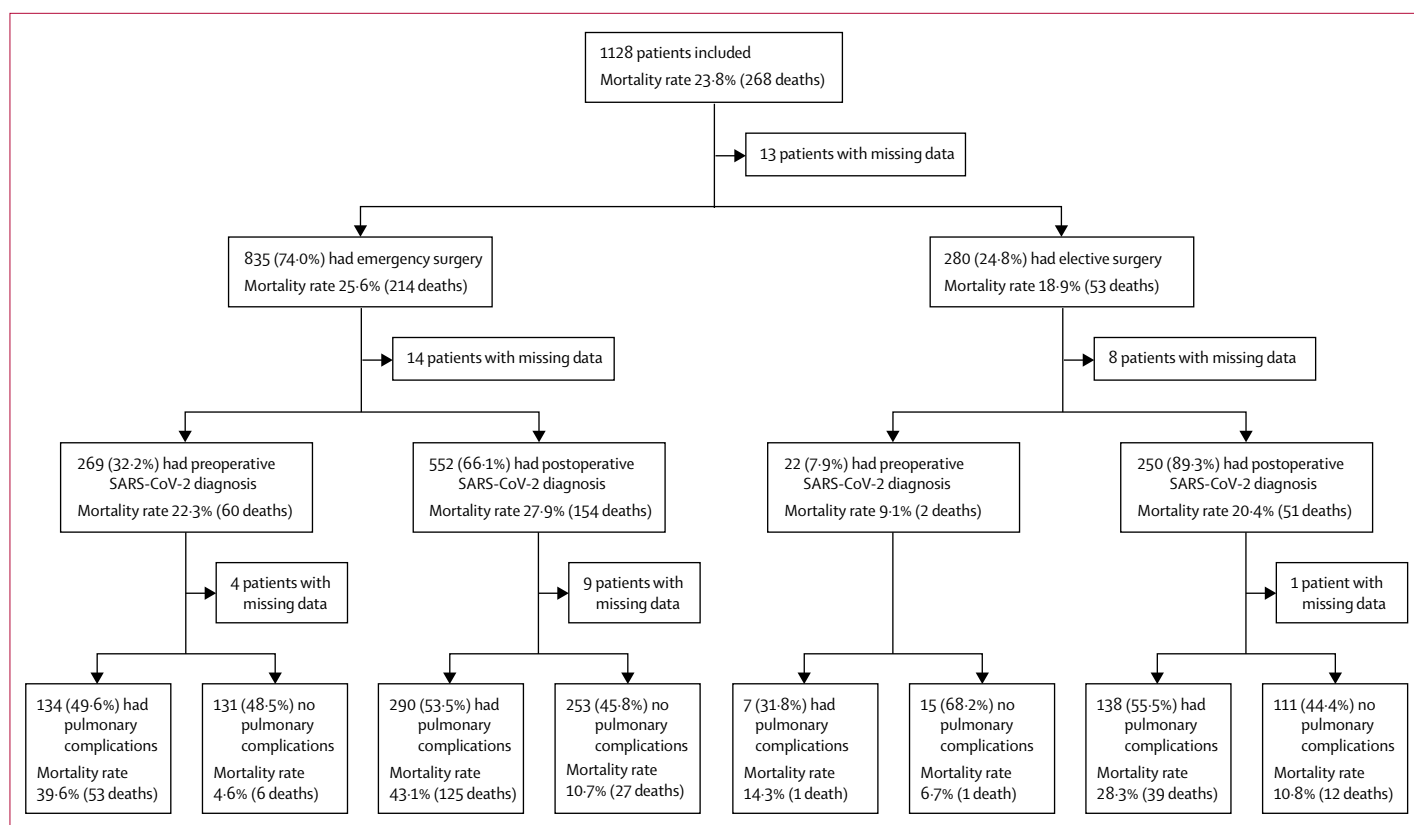 1128 patients included
Mortality rate 23·8% (268 deaths)
13 patients with missing data
835 (74·0%) had emergency surgery
Mortality rate 25·6% (214 deaths)
280 (24·8%) had elective surgery
Mortality rate 18·9% (53 deaths)
14 patients with missing data
8 patients with missing data
269 (32·2%) had preoperative
SARS-CoV-2 diagnosis
Mortality rate 22·3% (60 deaths)
552 (66·1%) had postoperative
SARS-CoV-2 diagnosis
Mortality rate 27·9% (154 deaths)
22 (7·9%) had preoperative
SARS-CoV-2 diagnosis
Mortality rate 9·1% (2 deaths)
250 (89·3%) had postoperative
SARS-CoV-2 diagnosis
Mortality rate 20·4% (51 deaths)
4 patients with
missing data
9 patients with
missing data
1 patient with
missing data
134 (49·6%) had
pulmonary
complications
Mortality rate
39·6% (53 deaths)
131 (48·5%) no
pulmonary
complications
Mortality rate
4·6% (6 deaths)
290 (53·5%) had
pulmonary
complications
Mortality rate
43·1% (125 deaths)
253 (45·8%) no
pulmonary
complications
Mortality rate
10·7% (27 deaths)
7 (31·8%) had
pulmonary
complications
Mortality rate
14·3% (1 death)
15 (68·2%) no
pulmonary
complications
Mortality rate
6·7% (1 death)
138 (55·5%) had
pulmonary
complications
Mortality rate
28·3% (39 deaths)
111 (44·4%) no
pulmonary
complications
Mortality rate
10·8% (12 deaths)